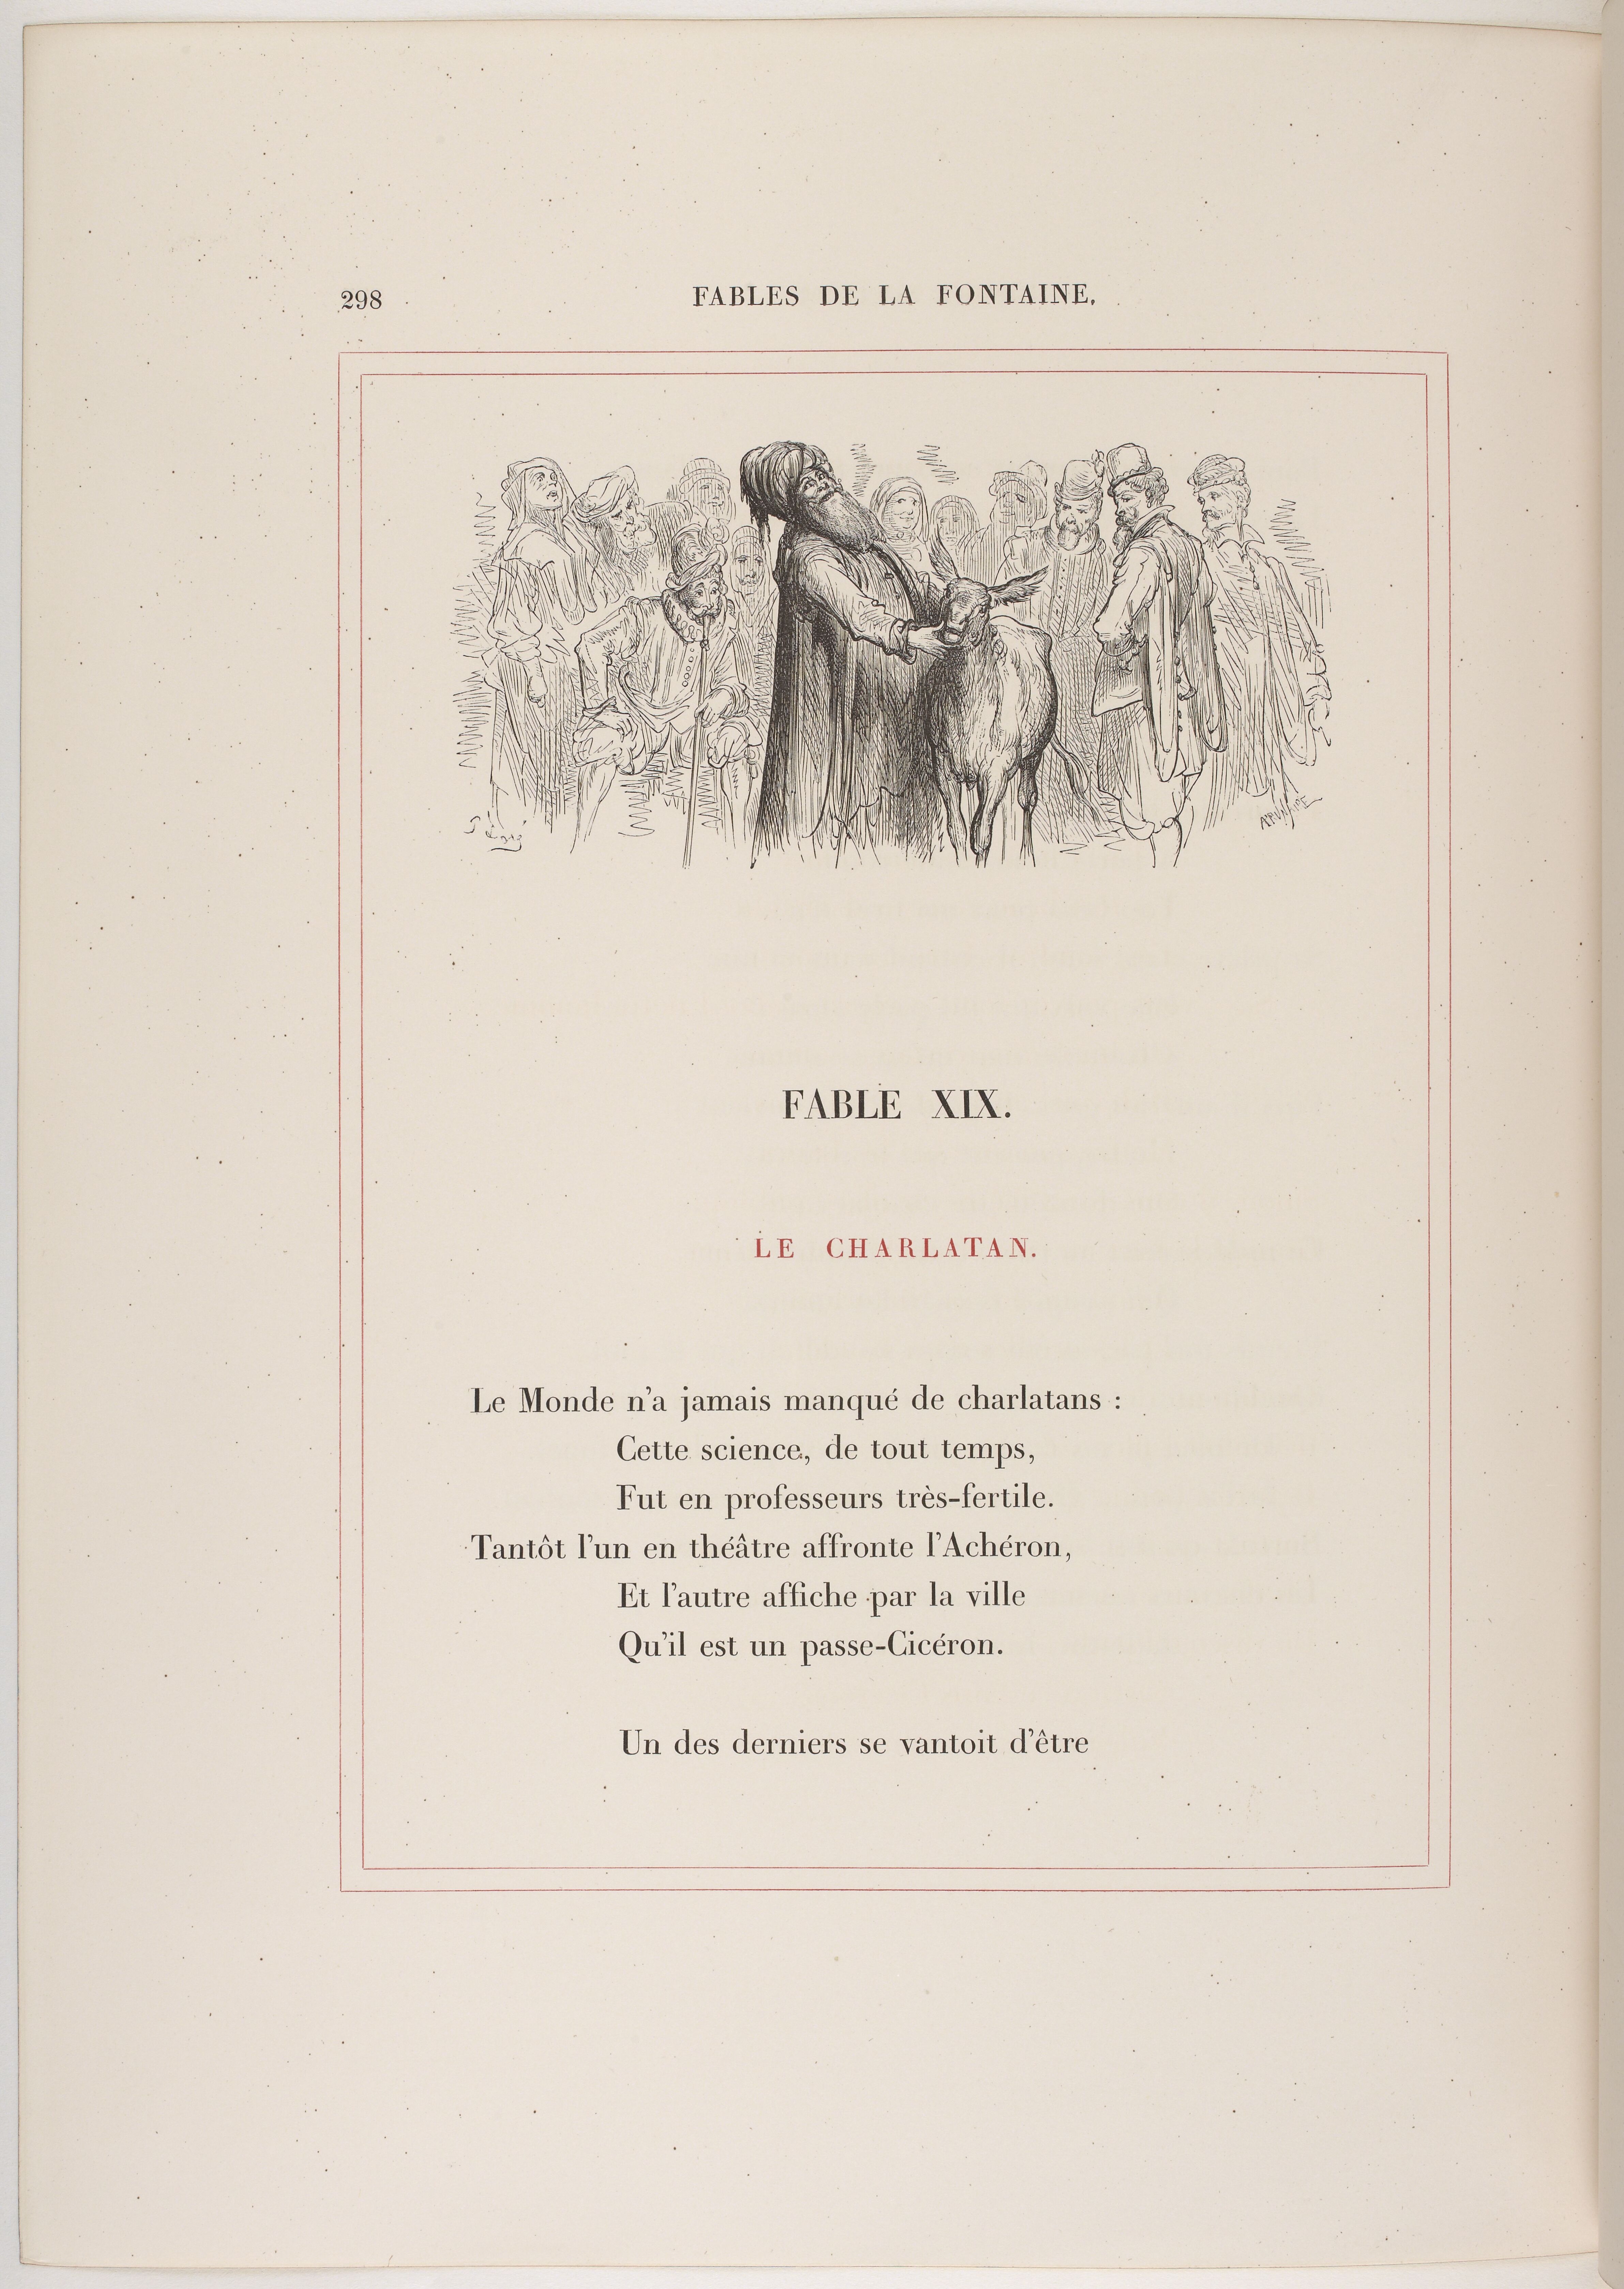 298
FABLES DE LA FONTAINE.
FABLE XIX.
LE CHARLATAN.
Le Monde n'a jamais manqué de charlatans :
Cette science, de tout temps,
Fut en professeurs très-fertile.
Tantôt l'un en théâtre affronte l'Achéron,
Et l'autre affiche par la ville
Qu'il est un passe-Cicéron.
Un des derniers se vantoit d'être